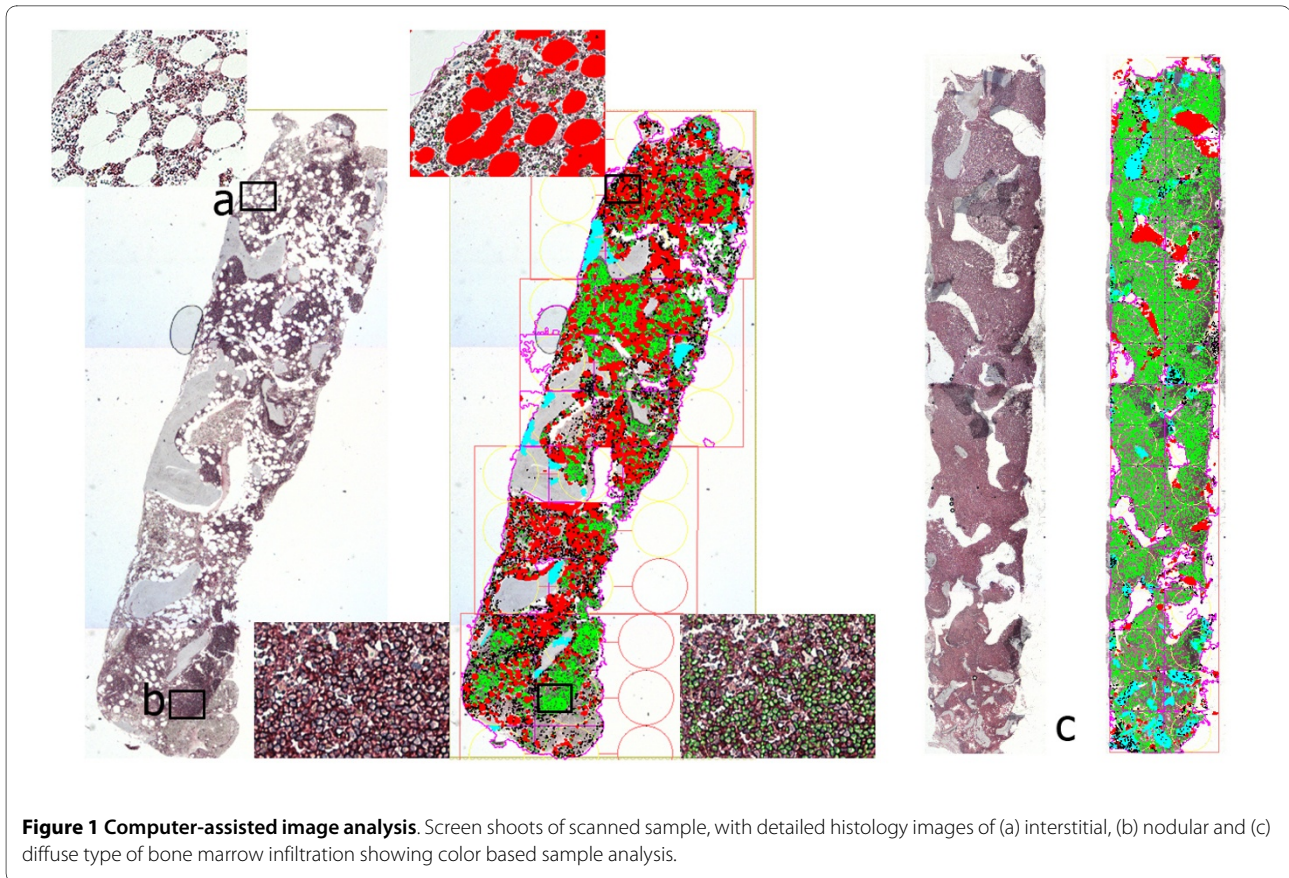 a
b
c
Figure 1 Computer-assisted image analysis. Screen shoots of scanned sample, with detailed histology images of (a) interstitial, (b) nodular and (c)
diffuse type of bone marrow infiltration showing color based sample analysis.